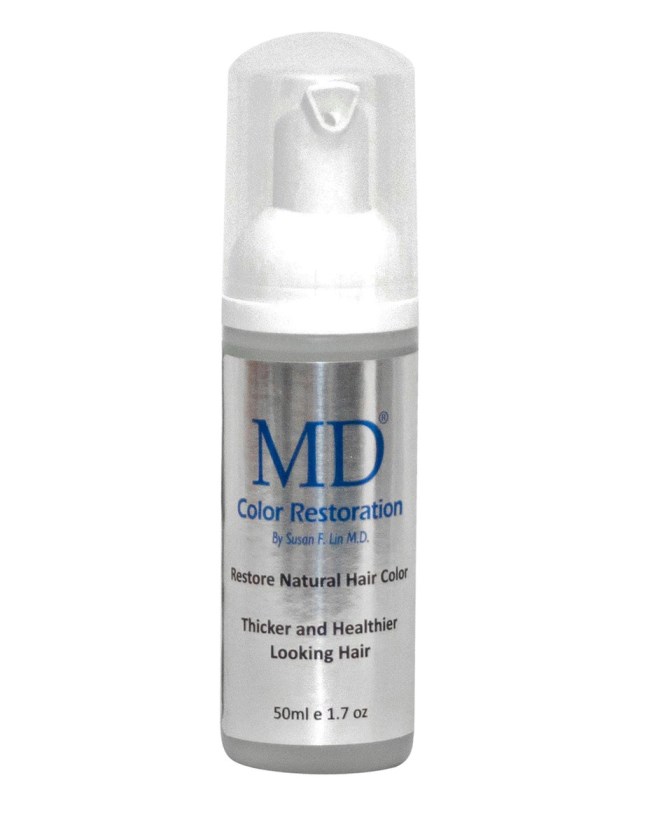 MD®
Color Restoration
By Susan F. Lin M.D.
Restore Natural Hair Color
Thicker and Healthier
Looking Hair
50ml e 1.7 oz